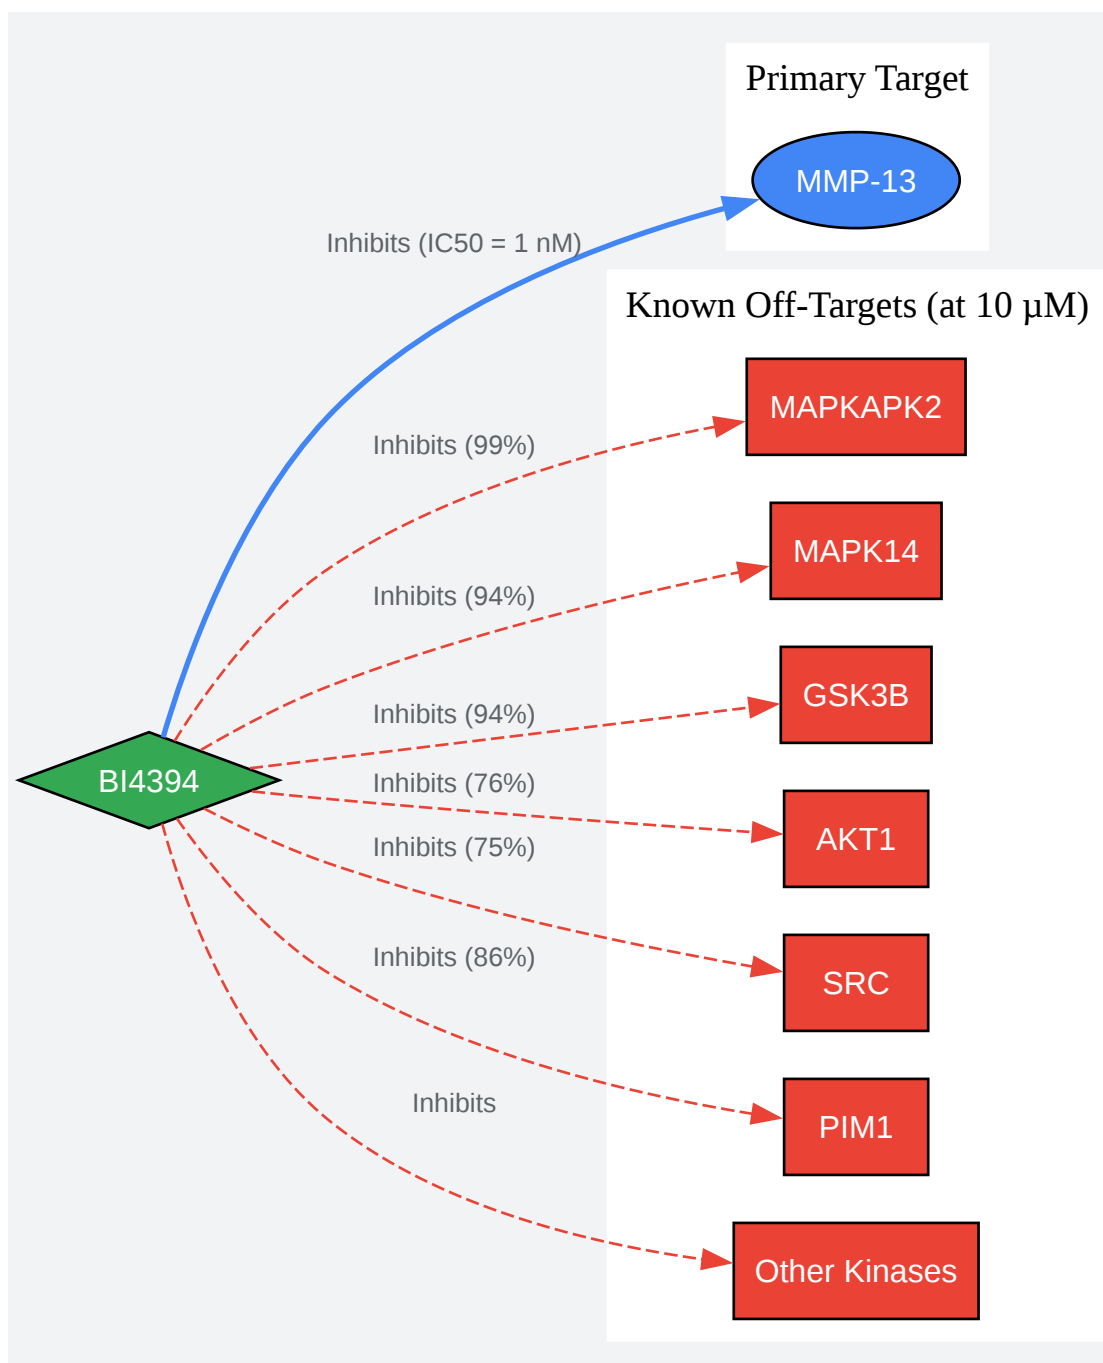 Primary Target
MMP-13
Inhibits (IC50 = 1 nM)
Known Off-Targets (at 10 µM)
MAPKAPK2
Inhibits (99%)
MAPK14
Inhibits (94%)
GSK3B
Inhibits (94%)
BI4394
Inhibits (76%)
AKT1
Inhibits (75%)
SRC
Inhibits (86%)
PIM1
Inhibits
Other Kinases